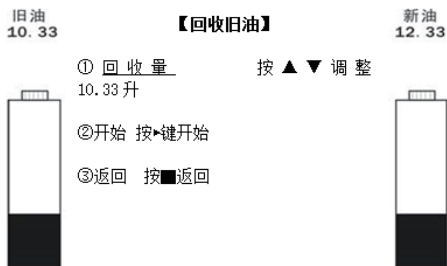 旧油
10.33
【回收旧油】
新油
12.33
① 回 收 量 按 ▲ ▼ 调 整
10.33 升
②开始 按►键开始
③返回 按■返回